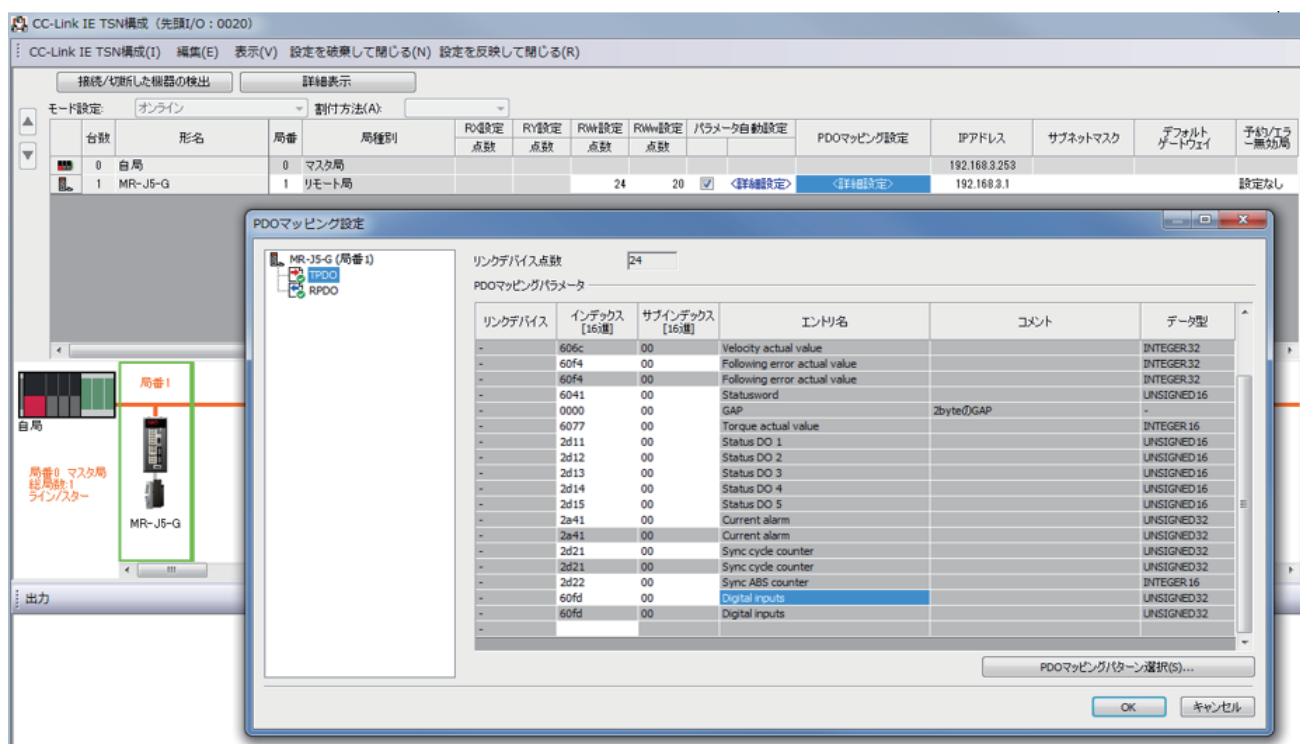 CC-Link IE TSN構成（先頭I/O：0020）
CC-Link IE TSN構成(I) 編集(E) 表示(V) 設定を破棄して閉じる(N) 設定を反映して閉じる(R)
接続/切断した機器の検出 詳細表示
モード設定: オンライン 割付方法(A):
台数 形名 局番 局種別 RX設定 RY設定 RWr設定 RWw設定 パラメータ自動設定 PDOマッピング設定 IPアドレス サブネットマスク デフォルトゲートウェイ 予約/エラー無効局
点数 点数 点数 点数
0 自局 0 マスタ局 192.168.3.253
1 MR-J5-G 1 リモート局 24 20 <詳細設定> <詳細設定> 192.168.3.1 設定なし
局番1
自局
局番0 マスタ局
総局数:1
ライン/スター
MR-J5-G
出力
PDOマッピング設定
MR-J5-G (局番1)
TPDO
RPDO
リンクデバイス点数 24
PDOマッピングパラメータ
リンクデバイス インデックス[16進] サブインデックス[16進] エントリ名 コメント データ型
- 606c 00 Velocity actual value INTEGER32
- 60f4 00 Following error actual value INTEGER32
- 60f4 00 Following error actual value INTEGER32
- 6041 00 Statusword UNSIGNED16
- 0000 00 GAP 2byteのGAP -
- 6077 00 Torque actual value INTEGER16
- 2d11 00 Status DO 1 UNSIGNED16
- 2d12 00 Status DO 2 UNSIGNED16
- 2d13 00 Status DO 3 UNSIGNED16
- 2d14 00 Status DO 4 UNSIGNED16
- 2d15 00 Status DO 5 UNSIGNED16
- 2a41 00 Current alarm UNSIGNED32
- 2a41 00 Current alarm UNSIGNED32
- 2d21 00 Sync cycle counter UNSIGNED32
- 2d21 00 Sync cycle counter UNSIGNED32
- 2d22 00 Sync ABS counter INTEGER16
- 60fd 00 Digital inputs UNSIGNED32
- 60fd 00 Digital inputs UNSIGNED32
-
PDOマッピングパターン選択(S)...
OK キャンセル